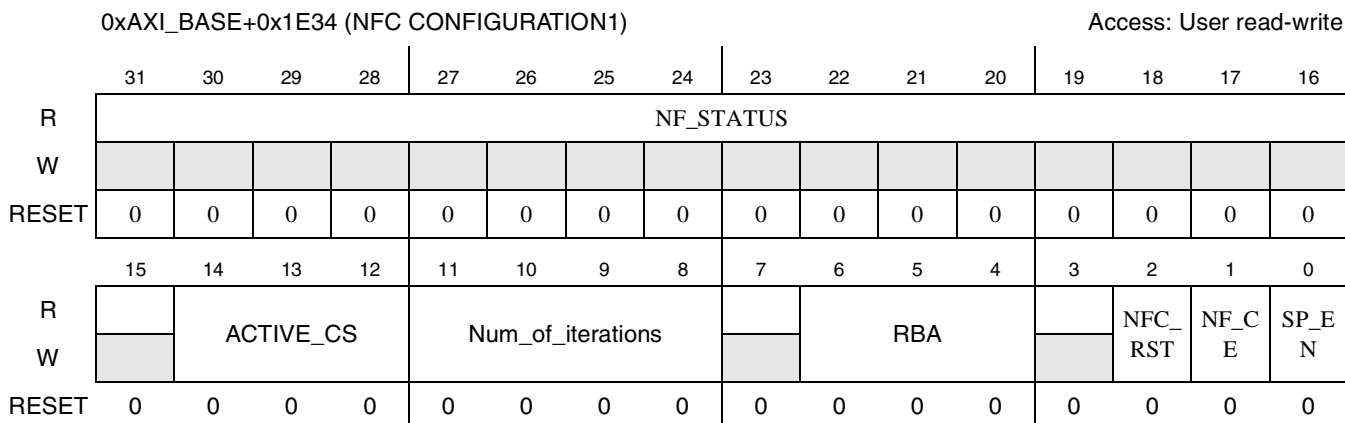 0xAXI_BASE+0x1E34 (NFC CONFIGURATION1) Access: User read-write
31 30 29 28 27 26 25 24 23 22 21 20 19 18 17 16
R NF_STATUS
W
RESET 0 0 0 0 0 0 0 0 0 0 0 0 0 0 0 0
15 14 13 12 11 10 9 8 7 6 5 4 3 2 1 0
R ACTIVE_CS Num_of_iterations RBA NFC_ NF_C SP_E
W RST E N
RESET 0 0 0 0 0 0 0 0 0 0 0 0 0 0 0 0